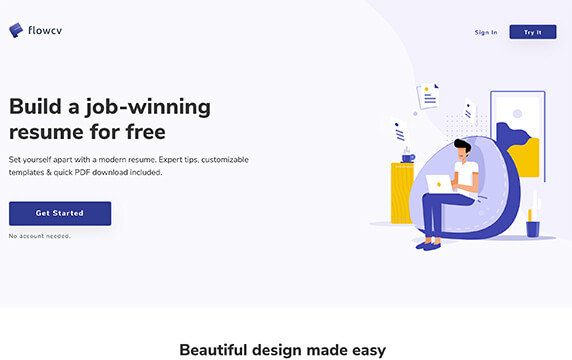 flowcv
Sign In
Try It
Build a job-winning
resume for free
Set yourself apart with a modern resume. Expert tips, customizable
templates & quick PDF download included.
Get Started
No account needed.
Beautiful design made easy